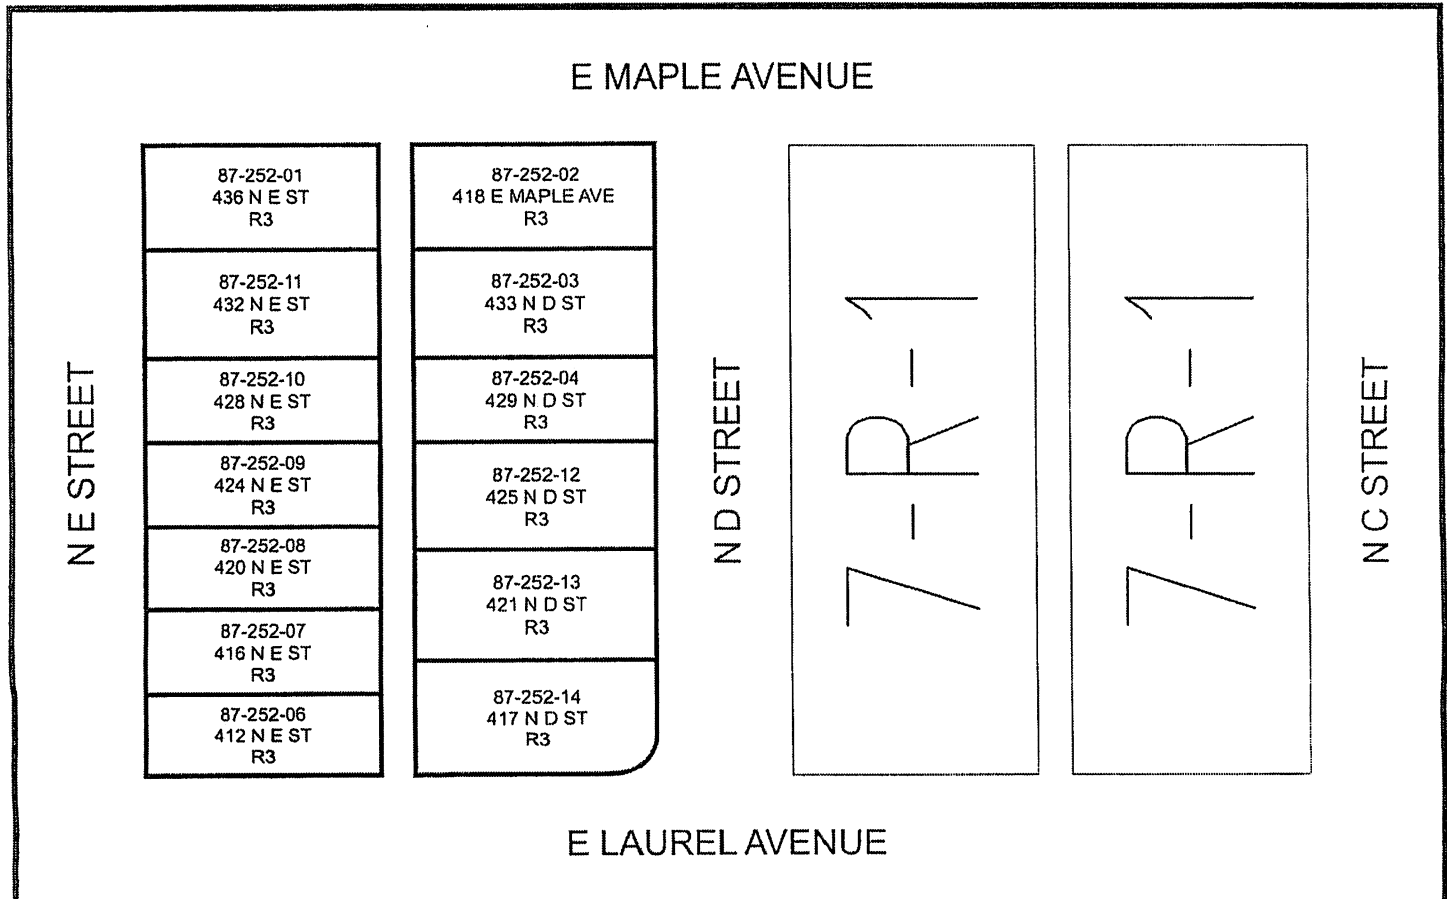 E MAPLE AVENUE
87-252-01
436 N E ST
R3
87-252-11
432 N E ST
R3
87-252-10
428 N E ST
R3
87-252-09
424 N E ST
R3
87-252-08
420 N E ST
R3
87-252-07
416 N E ST
R3
87-252-06
412 N E ST
R3
87-252-02
418 E MAPLE AVE
R3
87-252-03
433 N D ST
R3
87-252-04
429 N D ST
R3
87-252-12
425 N D ST
R3
87-252-13
421 N D ST
R3
87-252-14
417 N D ST
R3
N E STREET
N D STREET
7-R-1
7-R-1
N C STREET
E LAUREL AVENUE